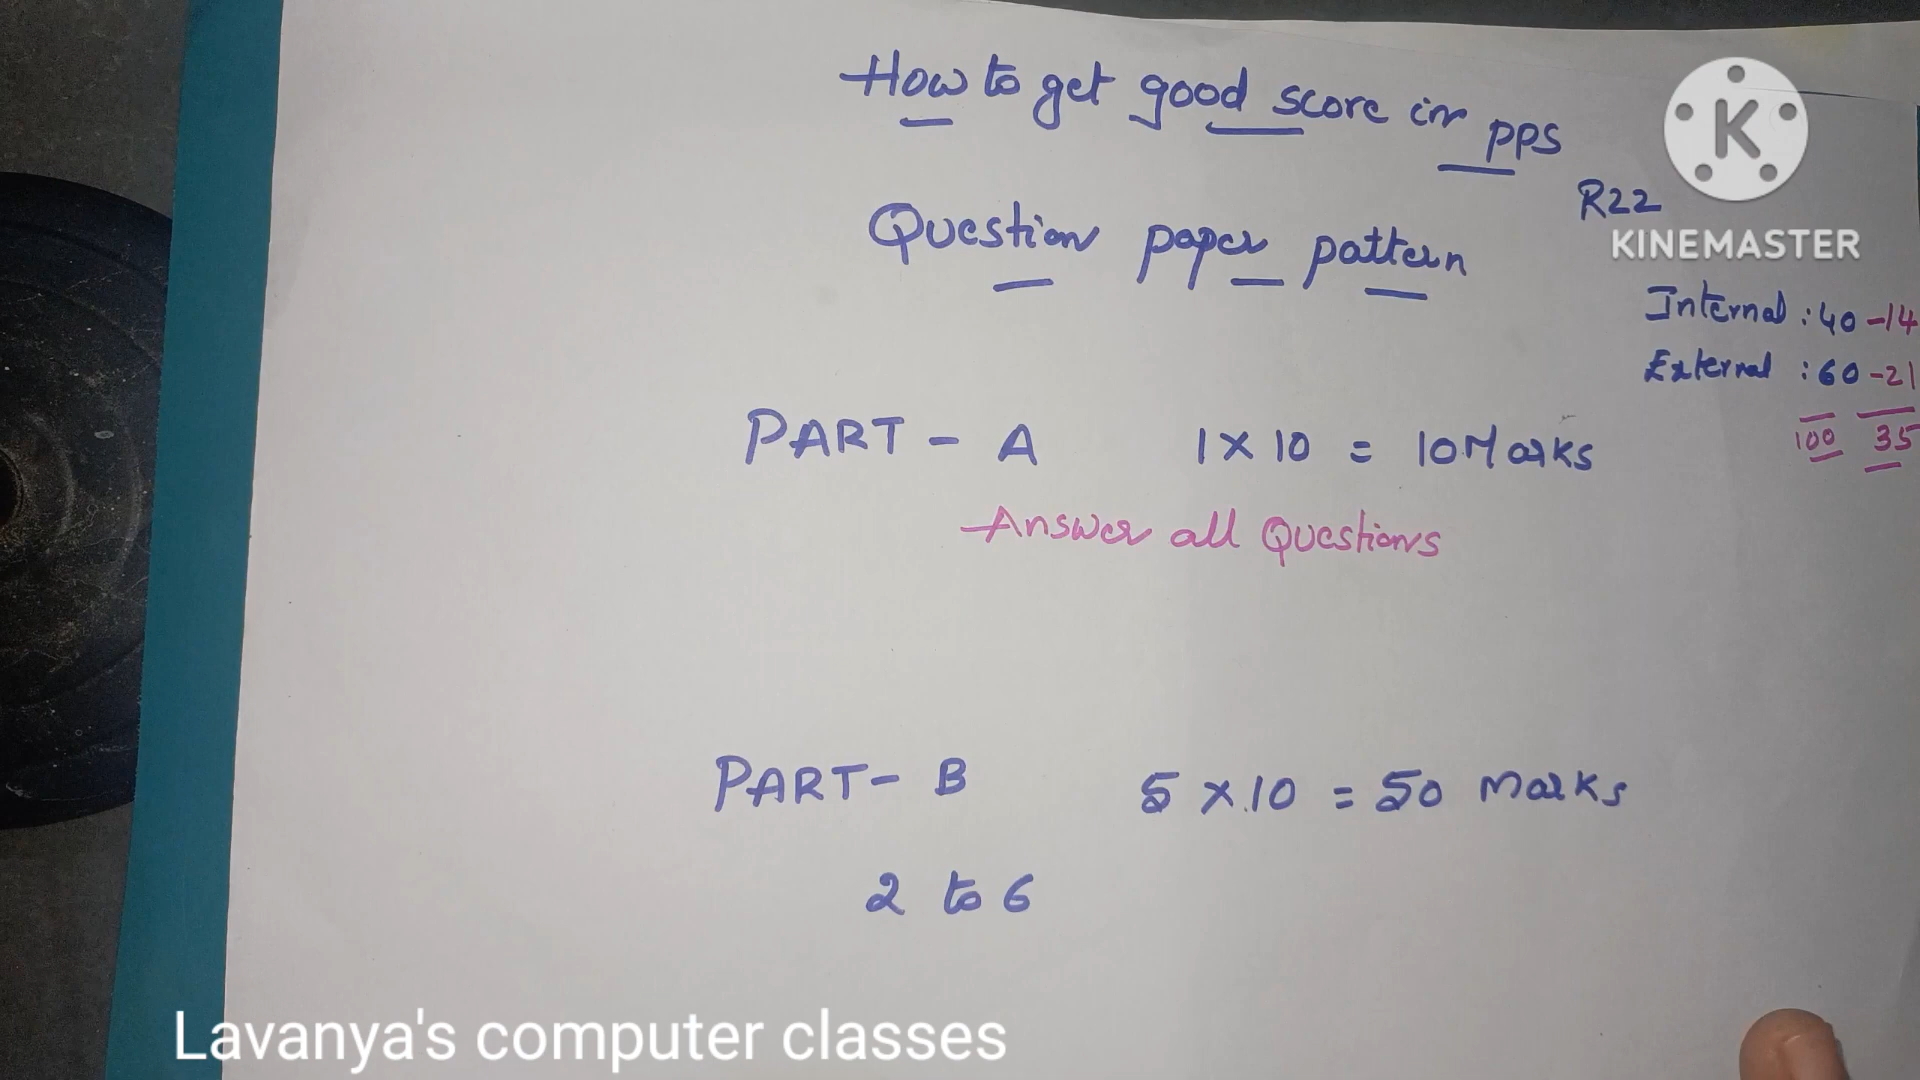 How to get good score in PPS
R22
K
KINEMASTER
Question paper pattern
Internal : 40 - 14
External : 60 - 21
100 35
PART - A 1 x 10 = 10 Marks
Answer all Questions
PART - B 5 x 10 = 50 Marks
2 to 6
Lavanya's computer classes